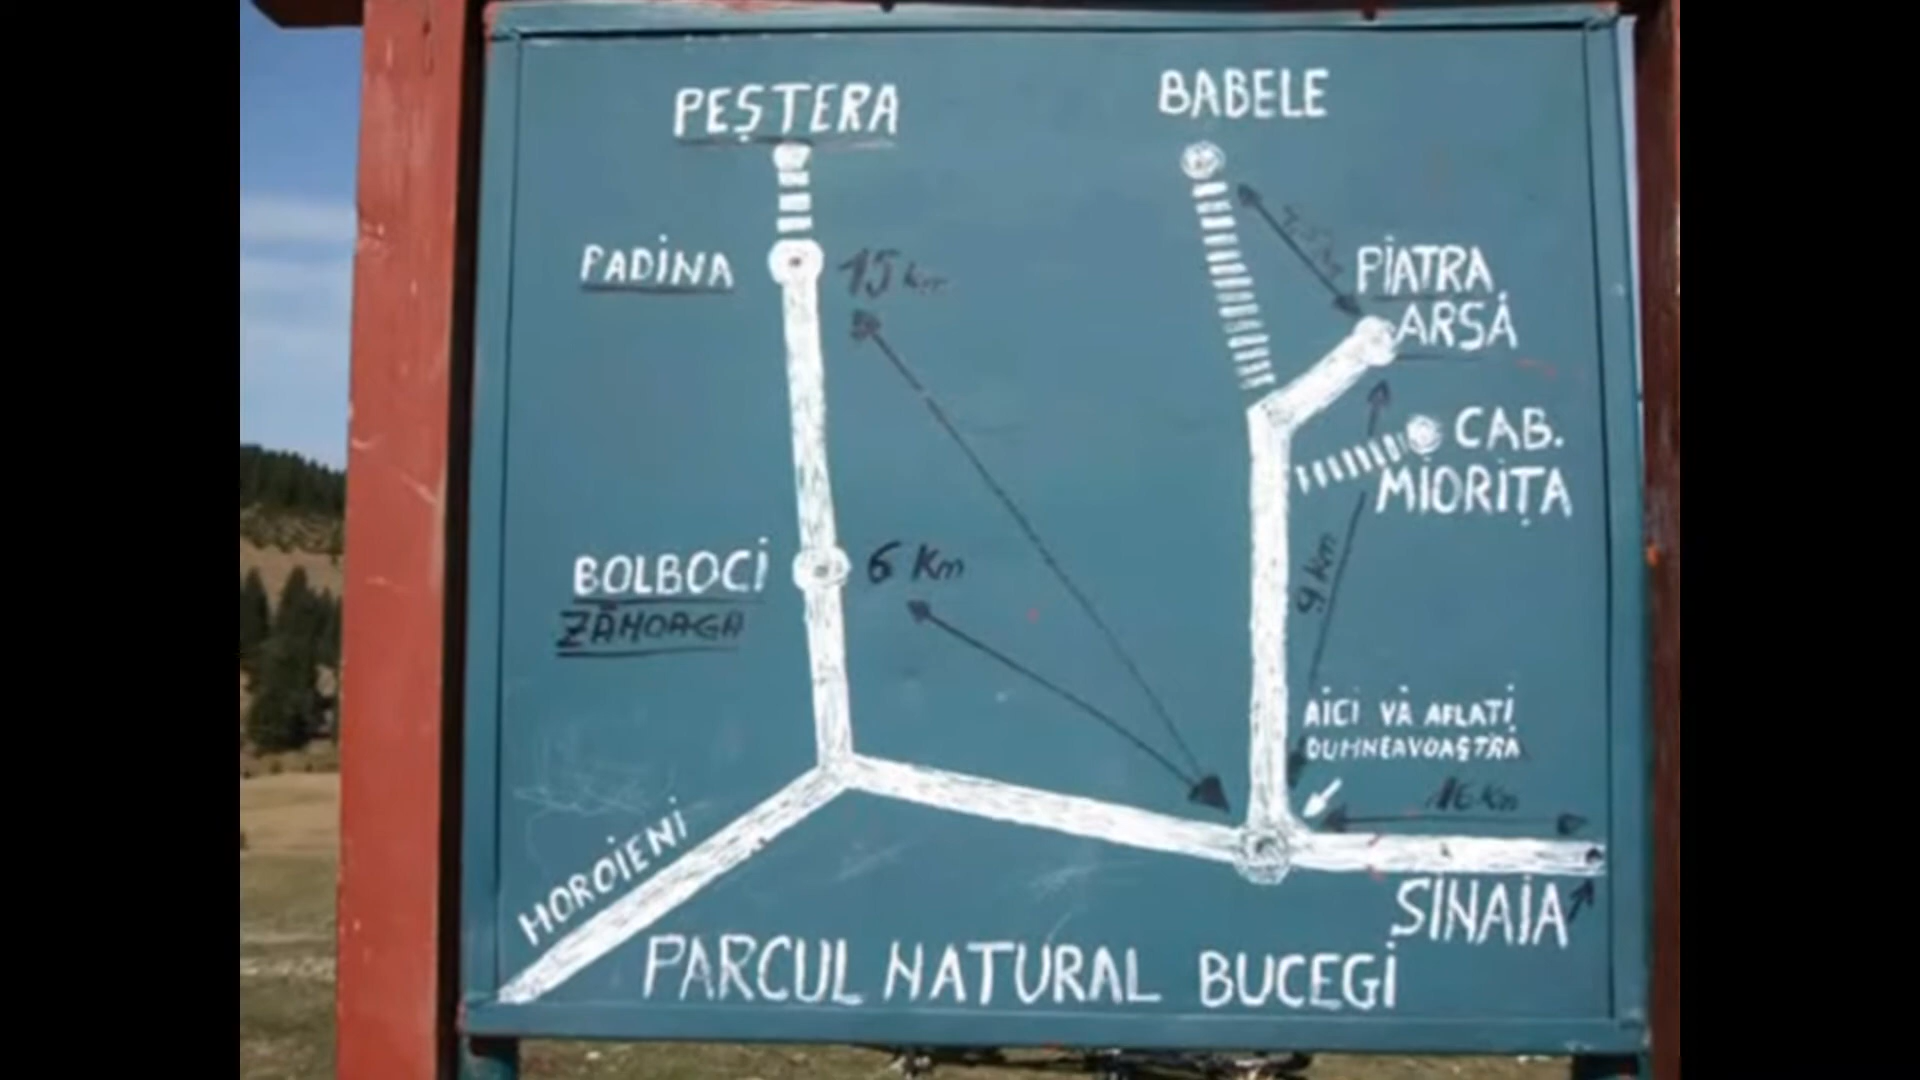 PEȘTERA
BABELE
PADINA
15 km
PIATRA
ARSĂ
CAB.
MIORIȚA
BOLBOCI
6 Km
ZĂNOAGA
9 Km
AICI VĂ AFLAȚI
DUMNEAVOASTRĂ
16 Km
HOROIENI
SINAIA
PARCUL NATURAL BUCEGI